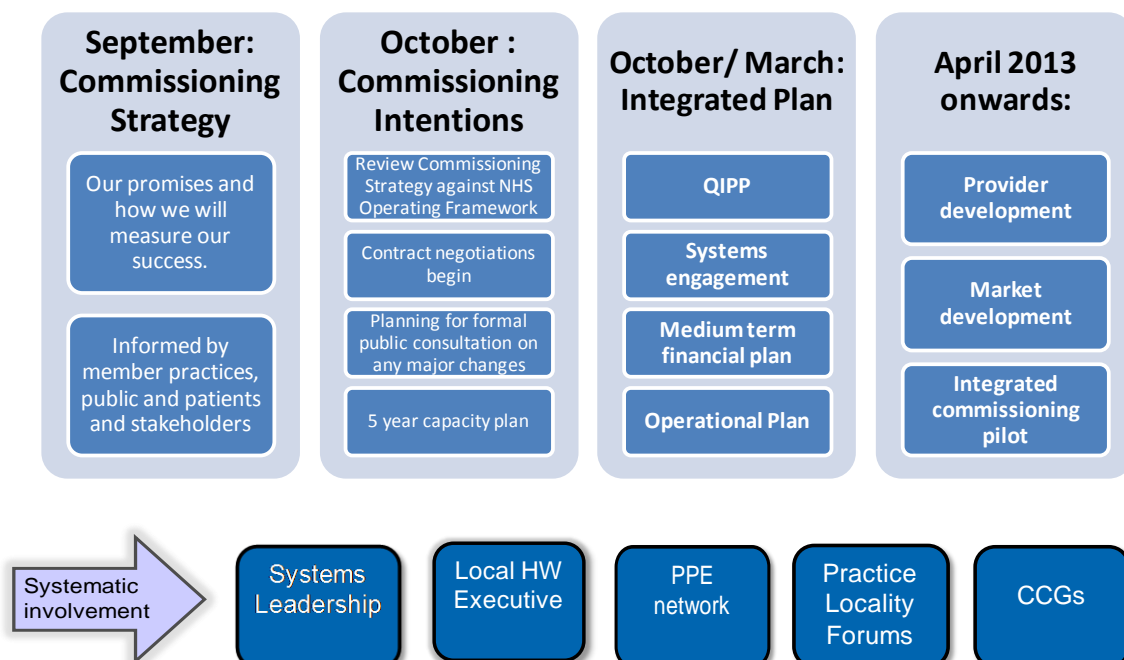 September:
Commissioning
Strategy
Our promises and
how we will
measure our
success.
Informed by
member practices,
public and patients
and stakeholders
October :
Commissioning
Intentions
Review Commissioning
Strategy against NHS
Operating Framework
Contract negotiations
begin
Planning for formal
public consultation on
any major changes
5 year capacity plan
October/ March:
Integrated Plan
QIPP
Systems
engagement
Medium term
financial plan
Operational Plan
April 2013
onwards:
Provider
development
Market
development
Integrated
commissioning
pilot
Systematic
involvement
Systems
Leadership
Local HW
Executive
PPE
network
Practice
Locality
Forums
CCGs